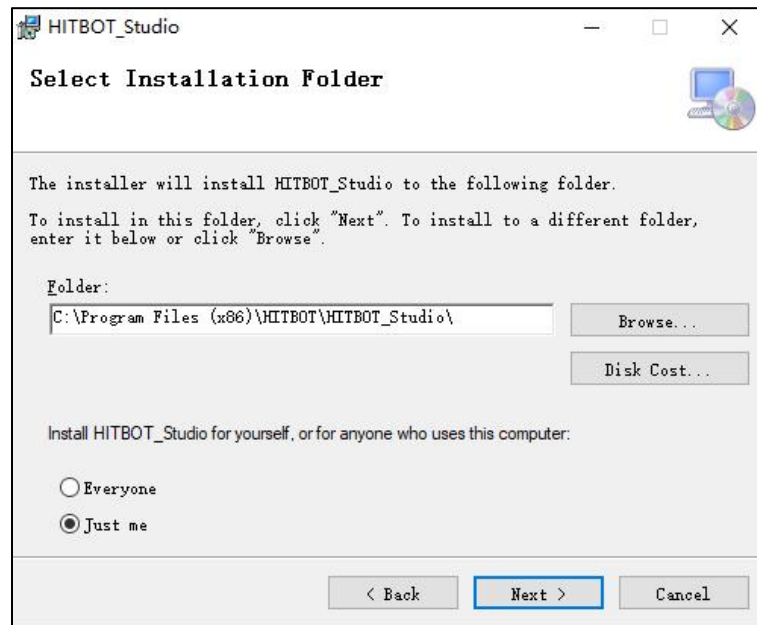 HITBOT_Studio
Select Installation Folder
The installer will install HITBOT_Studio to the following folder.
To install in this folder, click "Next". To install to a different folder,
enter it below or click "Browse".
Folder:
C:\Program Files (x86)\HITBOT\HITBOT_Studio\
Browse...
Disk Cost...
Install HITBOT_Studio for yourself, or for anyone who uses this computer:
Everyone
Just me
< Back
Next >
Cancel